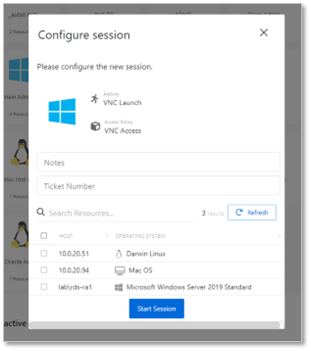 Configure session
Please configure the new session.
Activity
VNC Launch
Access Policy
VNC Access
Notes
Ticket Number
Search Resources...
3 results
Refresh
HOST
OPERATING SYSTEM
10.0.20.51
Darwin Linux
10.0.20.94
Mac OS
lab\rds-ra1
Microsoft Windows Server 2019 Standard
Start Session
active